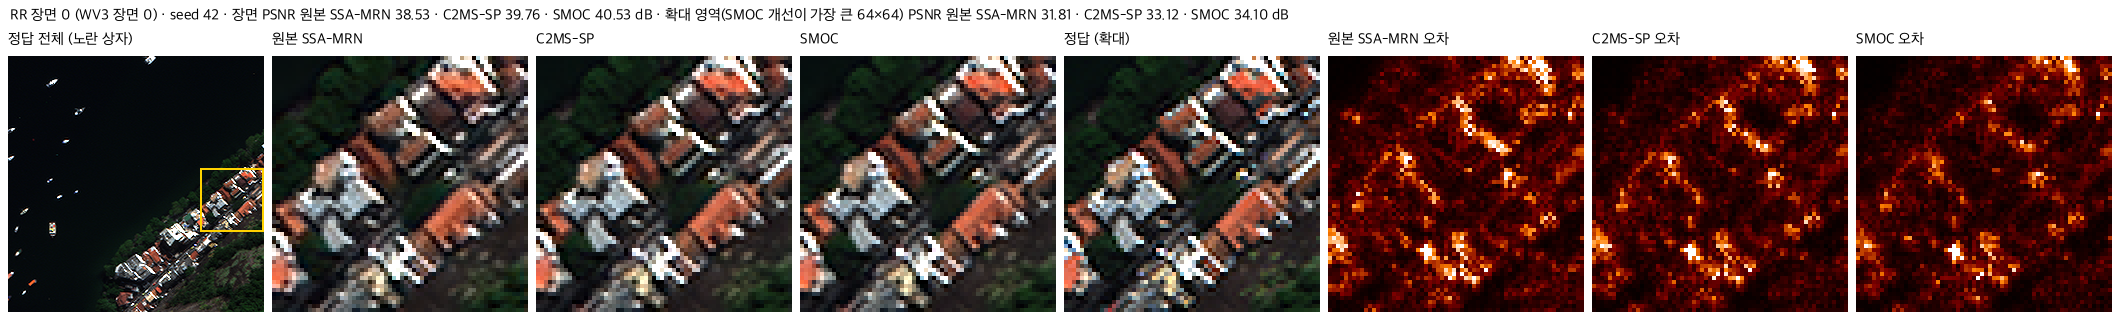 RR 장면 0 (WV3 장면 0) · seed 42 · 장면 PSNR 원본 SSA-MRN 38.53 · C2MS-SP 39.76 · SMOC 40.53 dB · 확대 영역(SMOC 개선이 가장 큰 64×64) PSNR 원본 SSA-MRN 31.81 · C2MS-SP 33.12 · SMOC 34.10 dB
정답 전체 (노란 상자)
원본 SSA-MRN
C2MS-SP
SMOC
정답 (확대)
원본 SSA-MRN 오차
C2MS-SP 오차
SMOC 오차